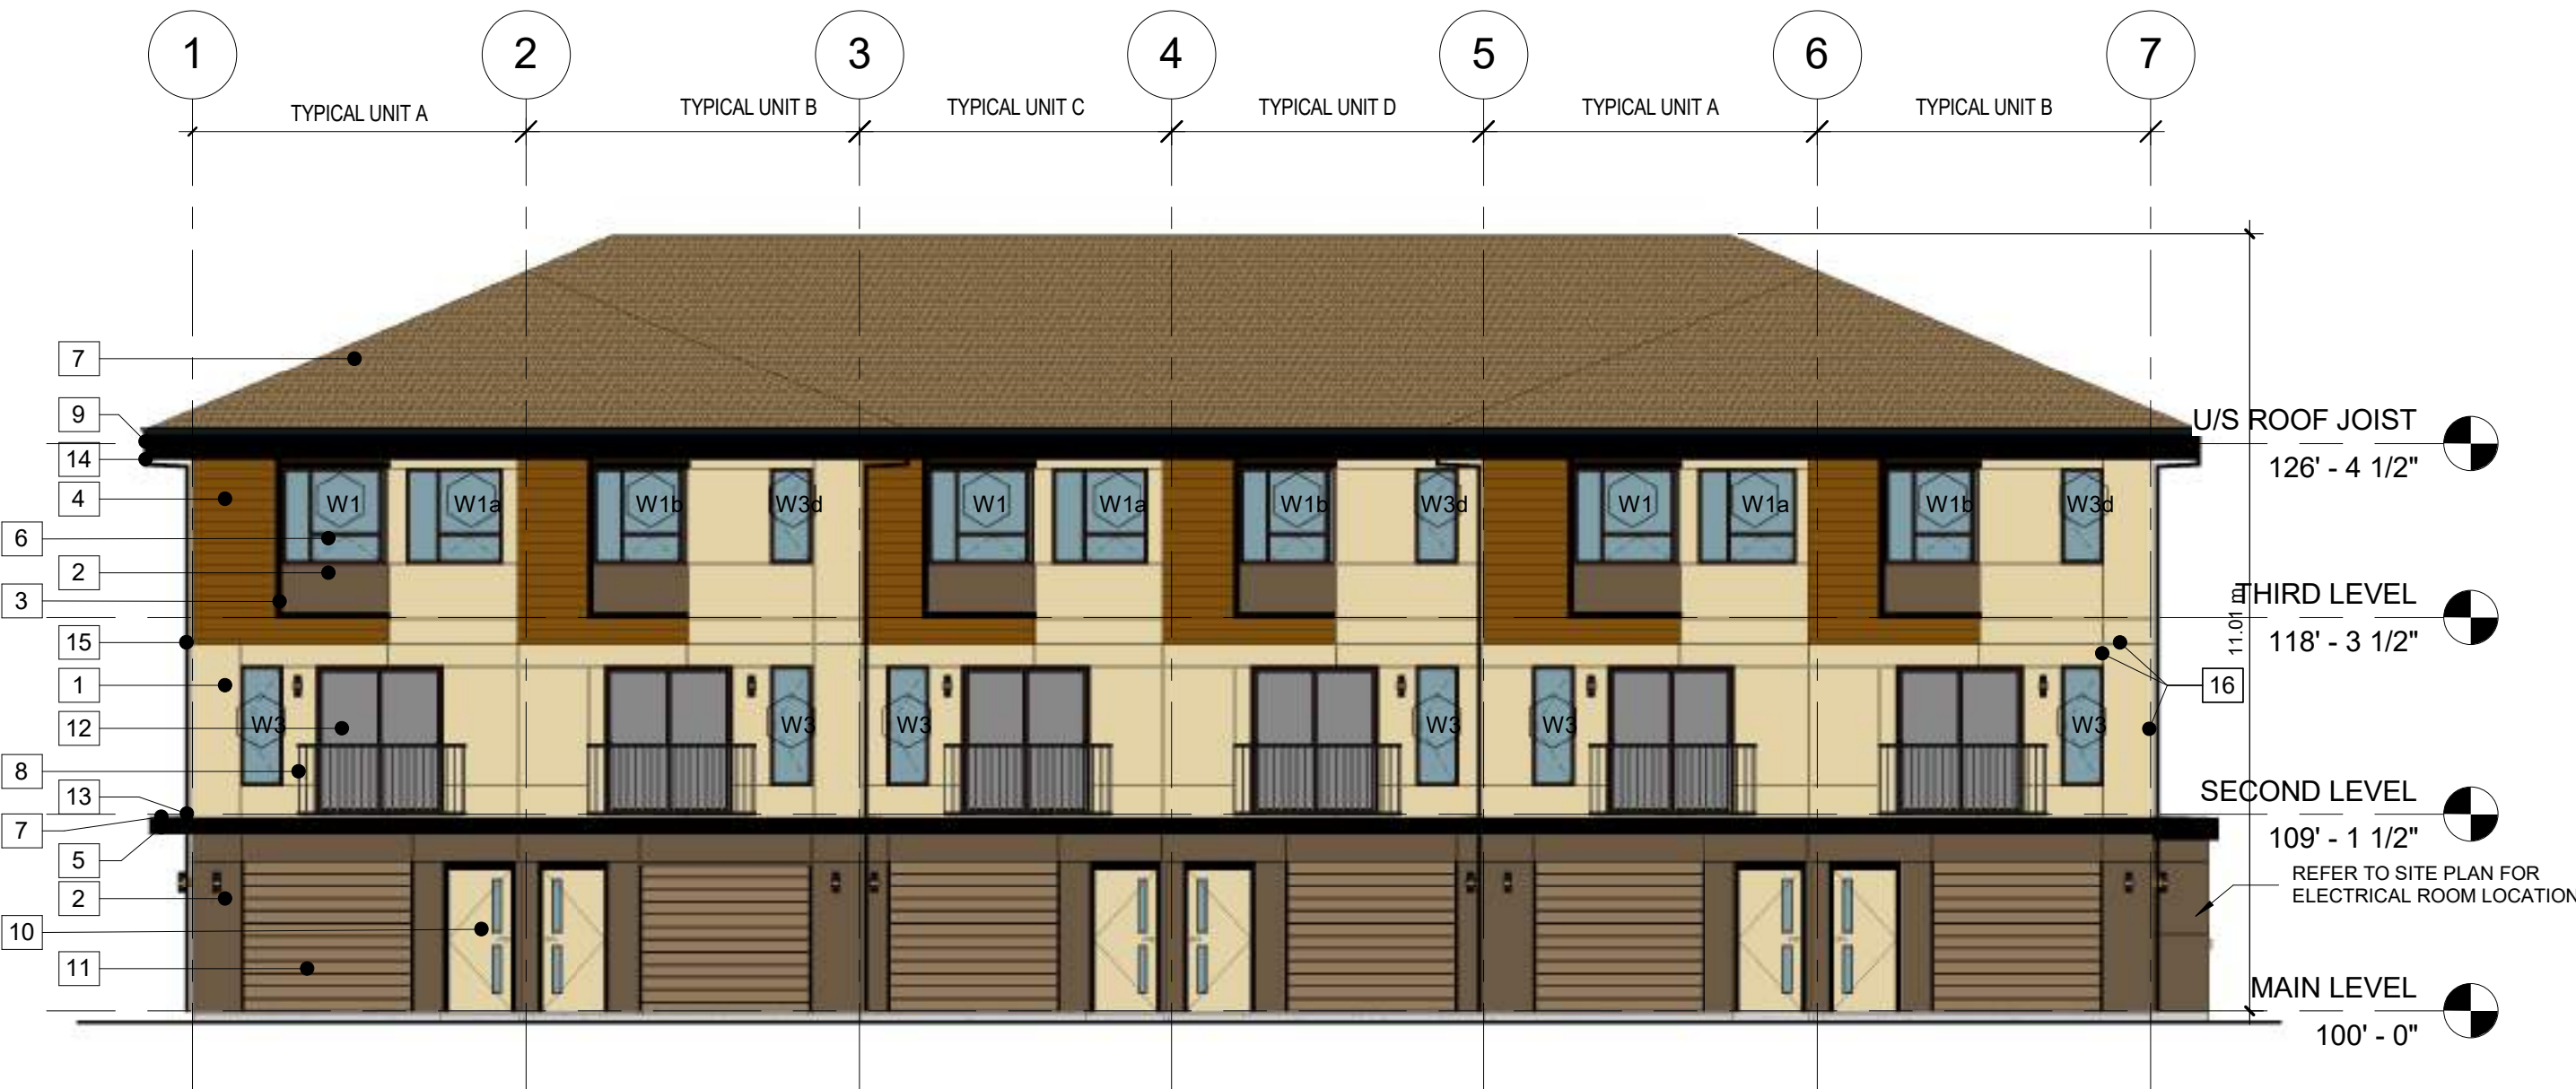 1 2 3 4 5 6 7
TYPICAL UNIT A TYPICAL UNIT B TYPICAL UNIT C TYPICAL UNIT D TYPICAL UNIT A TYPICAL UNIT B
7
9
U/S ROOF JOIST
14
126' - 4 1/2"
4
W1 W1a W1b W3d W1 W1a W1b W3d W1 W1a W1b W3d
6
2
3
THIRD LEVEL
11.01 m
15
118' - 3 1/2"
1
16
12
W3 W3 W3 W3 W3 W3
8
13
SECOND LEVEL
7
109' - 1 1/2"
5
REFER TO SITE PLAN FOR
ELECTRICAL ROOM LOCATION
2
10
11
MAIN LEVEL
100' - 0"